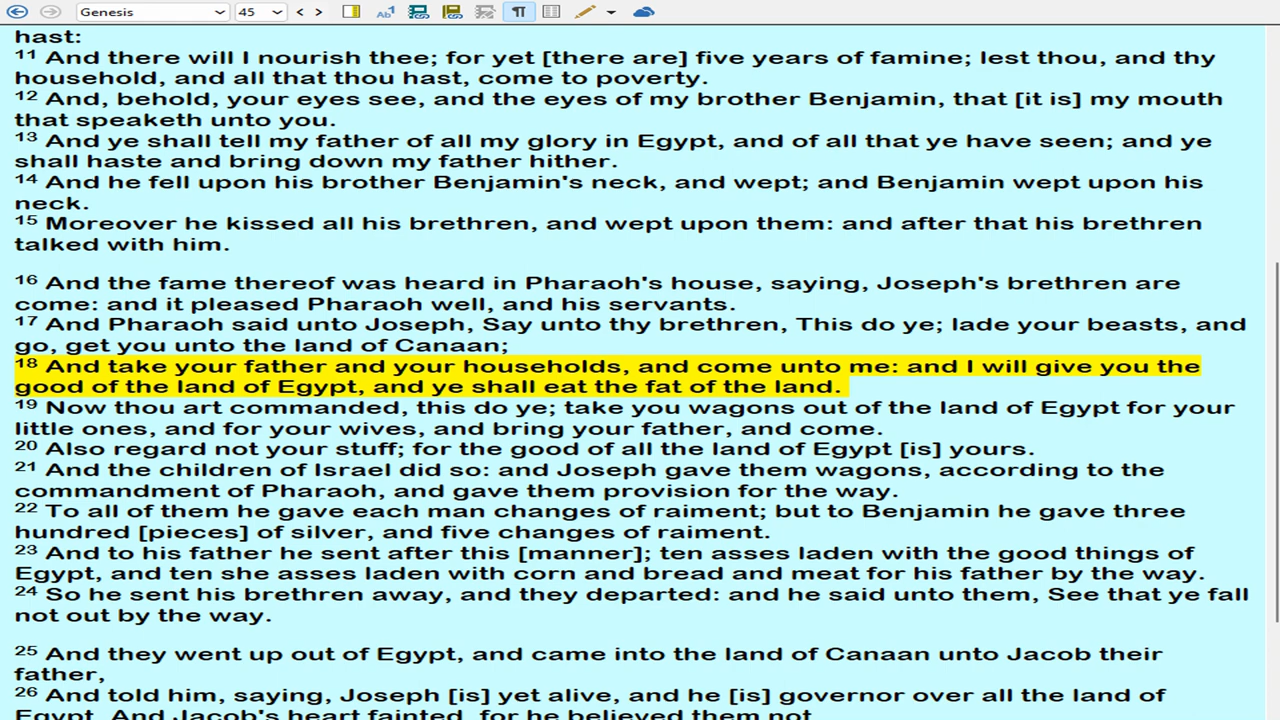 Genesis 45 < > Ab¹ ¶
hast:
11 And there will I nourish thee; for yet [there are] five years of famine; lest thou, and thy
household, and all that thou hast, come to poverty.
12 And, behold, your eyes see, and the eyes of my brother Benjamin, that [it is] my mouth
that speaketh unto you.
13 And ye shall tell my father of all my glory in Egypt, and of all that ye have seen; and ye
shall haste and bring down my father hither.
14 And he fell upon his brother Benjamin's neck, and wept; and Benjamin wept upon his
neck.
15 Moreover he kissed all his brethren, and wept upon them: and after that his brethren
talked with him.
16 And the fame thereof was heard in Pharaoh's house, saying, Joseph's brethren are
come: and it pleased Pharaoh well, and his servants.
17 And Pharaoh said unto Joseph, Say unto thy brethren, This do ye; lade your beasts, and
go, get you unto the land of Canaan;
18 And take your father and your households, and come unto me: and I will give you the
good of the land of Egypt, and ye shall eat the fat of the land.
19 Now thou art commanded, this do ye; take you wagons out of the land of Egypt for your
little ones, and for your wives, and bring your father, and come.
20 Also regard not your stuff; for the good of all the land of Egypt [is] yours.
21 And the children of Israel did so: and Joseph gave them wagons, according to the
commandment of Pharaoh, and gave them provision for the way.
22 To all of them he gave each man changes of raiment; but to Benjamin he gave three
hundred [pieces] of silver, and five changes of raiment.
23 And to his father he sent after this [manner]; ten asses laden with the good things of
Egypt, and ten she asses laden with corn and bread and meat for his father by the way.
24 So he sent his brethren away, and they departed: and he said unto them, See that ye fall
not out by the way.
25 And they went up out of Egypt, and came into the land of Canaan unto Jacob their
father,
26 And told him, saying, Joseph [is] yet alive, and he [is] governor over all the land of
Egypt. And Jacob's heart fainted, for he believed them not.